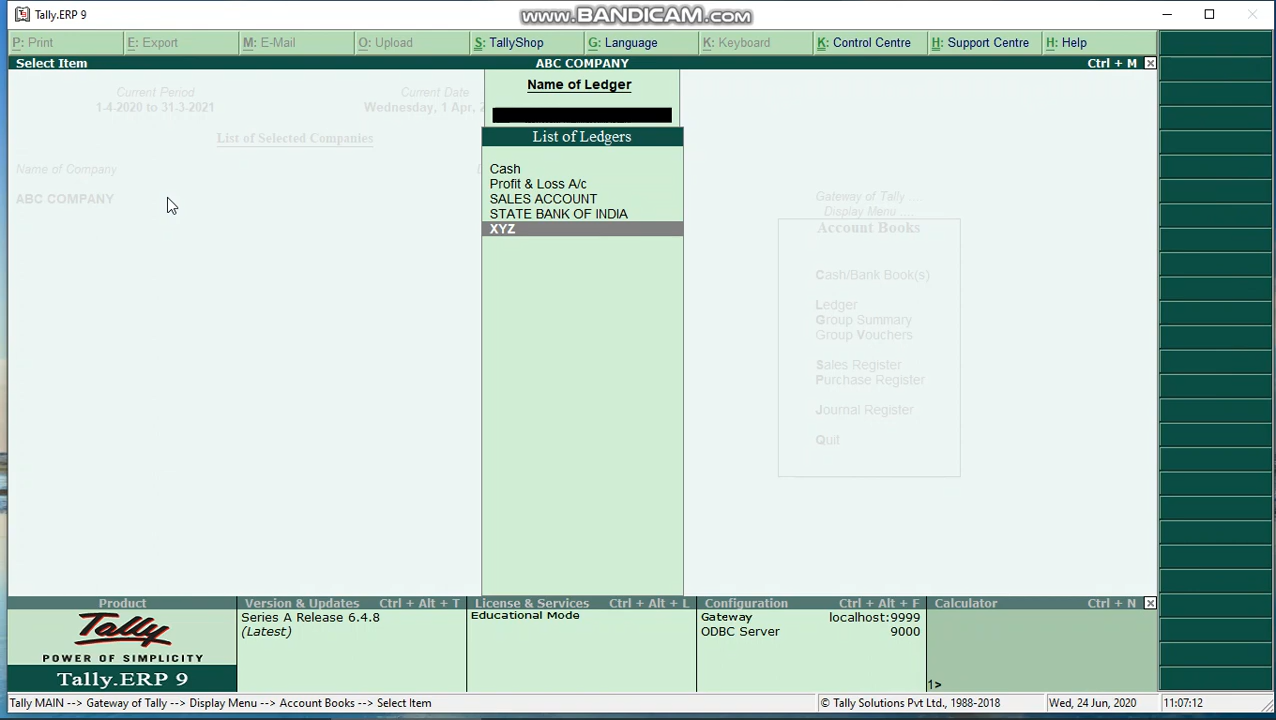 Tally.ERP 9
www.BANDICAM.com
P: Print E: Export M: E-Mail O: Upload S: TallyShop G: Language K: Keyboard K: Control Centre H: Support Centre H: Help
Select Item ABC COMPANY Ctrl + M
Current Period Current Date
1-4-2020 to 31-3-2021 Wednesday, 1 Apr, 2
List of Selected Companies
Name of Company
ABC COMPANY
Name of Ledger
List of Ledgers
Cash
Profit & Loss A/c
SALES ACCOUNT
STATE BANK OF INDIA
XYZ
Gateway of Tally ...
Display Menu ....
Account Books
Cash/Bank Book(s)
Ledger
Group Summary
Group Vouchers
Sales Register
Purchase Register
Journal Register
Quit
Product
Tally
POWER OF SIMPLICITY
Tally.ERP 9
Version & Updates Ctrl + Alt + T
Series A Release 6.4.8
(Latest)
License & Services Ctrl + Alt + L
Educational Mode
Configuration Ctrl + Alt + F
Gateway localhost:9999
ODBC Server 9000
Calculator Ctrl + N
1>
Tally MAIN --> Gateway of Tally --> Display Menu --> Account Books --> Select Item © Tally Solutions Pvt Ltd., 1988-2018 Wed, 24 Jun, 2020 11:07:12